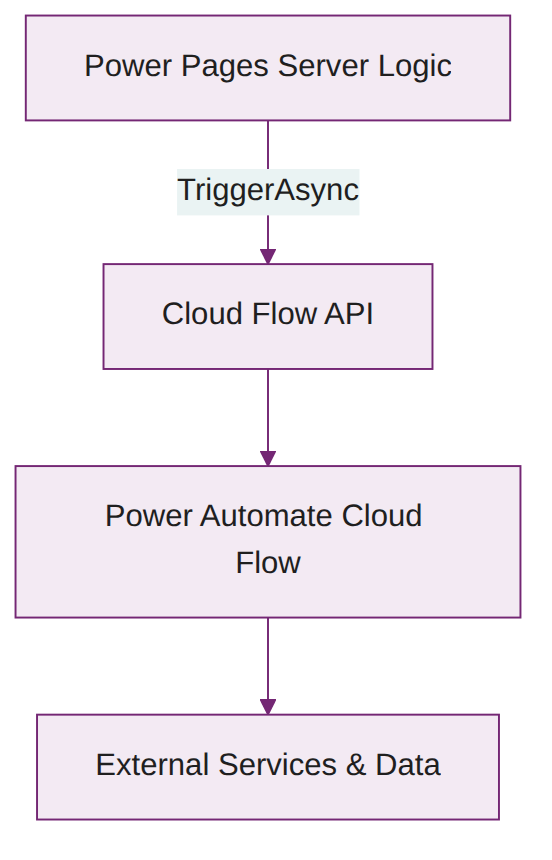 Power Pages Server Logic
TriggerAsync
Cloud Flow API
Power Automate Cloud
Flow
External Services & Data